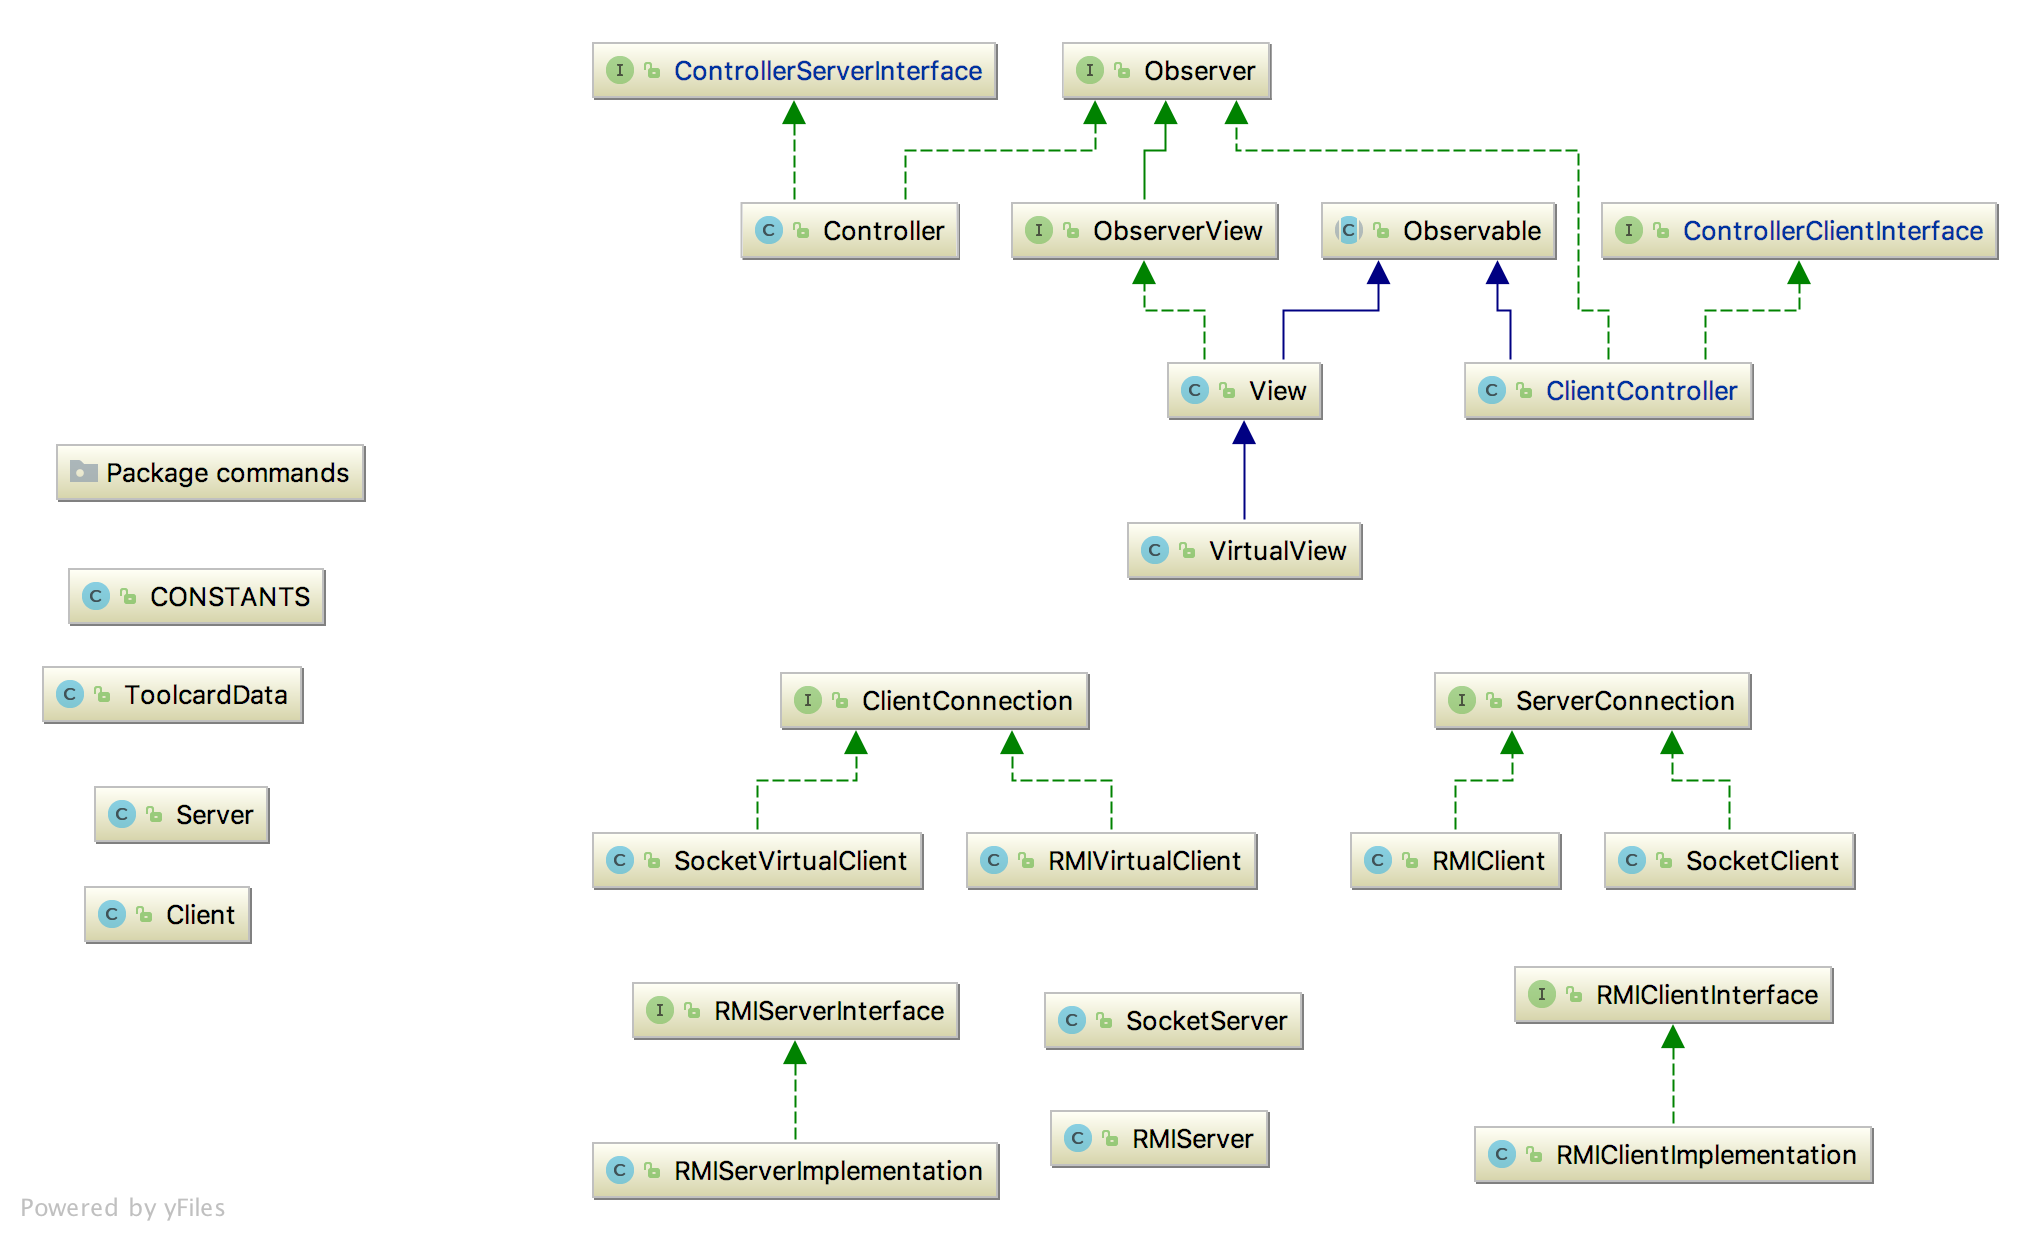 I ControllerServerInterface
I Observer
C Controller
I ObserverView
C Observable
I ControllerClientInterface
C View
C ClientController
Package commands
C VirtualView
C CONSTANTS
C ToolcardData
I ClientConnection
I ServerConnection
C Server
C SocketVirtualClient
C RMIVirtualClient
C RMIClient
C SocketClient
C Client
I RMIServerInterface
C SocketServer
I RMIClientInterface
C RMIServer
C RMIServerImplementation
C RMIClientImplementation
Powered by yFiles